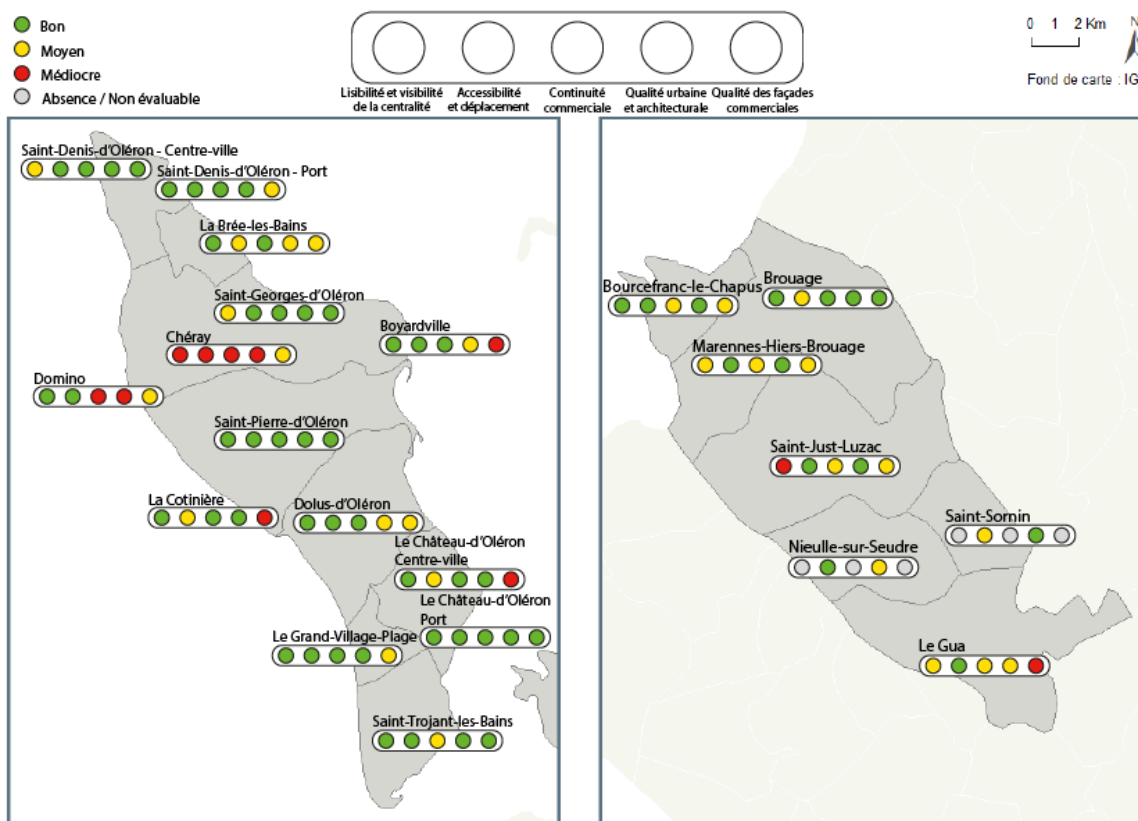 Bon
Moyen
Médiocre
Absence / Non évaluable
Lisibilité et visibilité
de la centralité
Accessibilité
et déplacement
Continuité
commerciale
Qualité urbaine
et architecturale
Qualité des façades
commerciales
0 1 2 Km
N
Fond de carte : IG
Saint-Denis-d'Oléron - Centre-ville
Saint-Denis-d'Oléron - Port
La Brée-les-Bains
Saint-Georges-d'Oléron
Chéray
Boyardville
Domino
Saint-Pierre-d'Oléron
La Cotinière
Dolus-d'Oléron
Le Château-d'Oléron
Centre-ville
Le Château-d'Oléron
Port
Le Grand-Village-Plage
Saint-Trojant-les-Bains
Bourcefranc-le-Chapus
Brouage
Marennes-Hiers-Brouage
Saint-Just-Luzac
Saint-Sornin
Nieulle-sur-Seudre
Le Gua